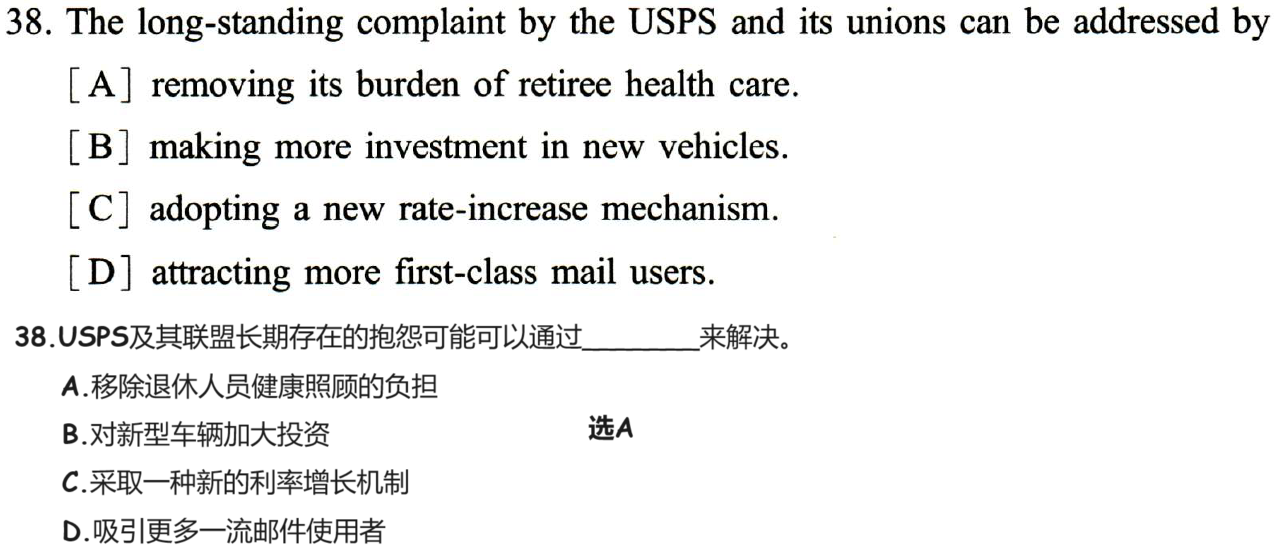 38. The long-standing complaint by the USPS and its unions can be addressed by
[A] removing its burden of retiree health care.
[B] making more investment in new vehicles.
[C] adopting a new rate-increase mechanism.
[D] attracting more first-class mail users.
38.USPS及其联盟长期存在的抱怨可能可以通过________来解决。
A.移除退休人员健康照顾的负担
B.对新型车辆加大投资
选A
C.采取一种新的利率增长机制
D.吸引更多一流邮件使用者